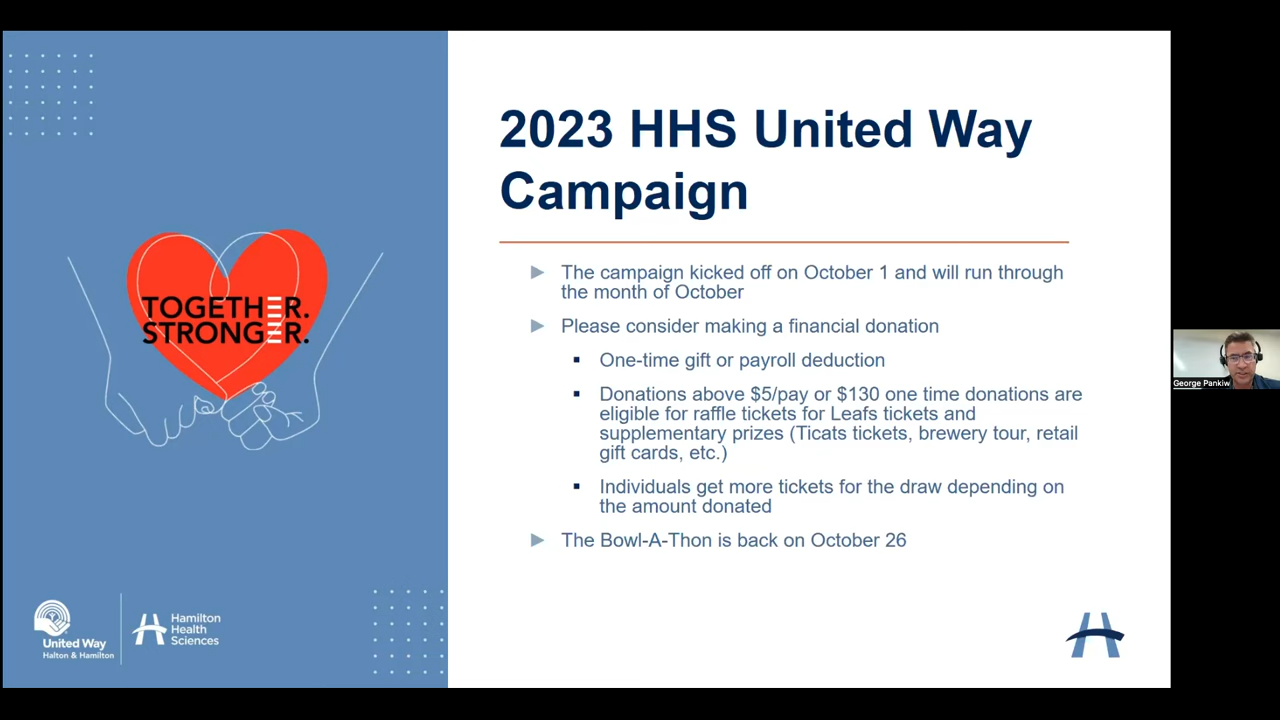 2023 HHS United Way
Campaign
The campaign kicked off on October 1 and will run through
the month of October
Please consider making a financial donation
One-time gift or payroll deduction
Donations above $5/pay or $130 one time donations are
eligible for raffle tickets for Leafs tickets and
supplementary prizes (Ticats tickets, brewery tour, retail
gift cards, etc.)
Individuals get more tickets for the draw depending on
the amount donated
The Bowl-A-Thon is back on October 26
TOGETHER.
STRONGER.
United Way
Halton & Hamilton
Hamilton
Health
Sciences
George Pankiw